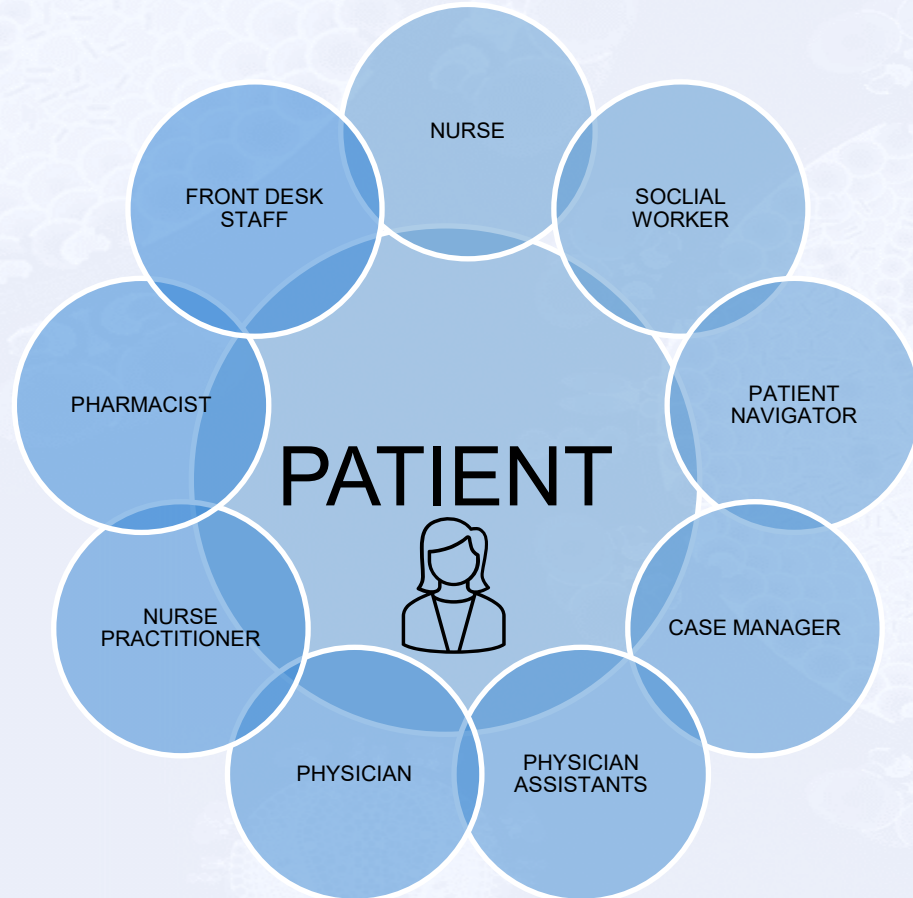 NURSE
SOCLIAL
WORKER
PATIENT
NAVIGATOR
CASE MANAGER
PHYSICIAN
ASSISTANTS
PHYSICIAN
NURSE
PRACTITIONER
PHARMACIST
FRONT DESK
STAFF
PATIENT